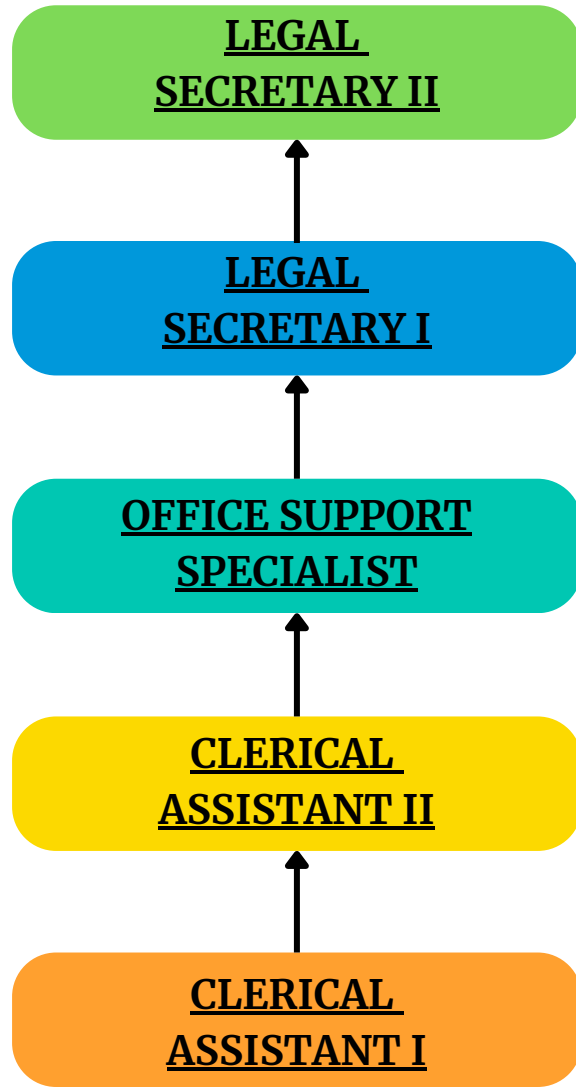 LEGAL
SECRETARY II
LEGAL
SECRETARY I
OFFICE SUPPORT
SPECIALIST
CLERICAL
ASSISTANT II
CLERICAL
ASSISTANT I